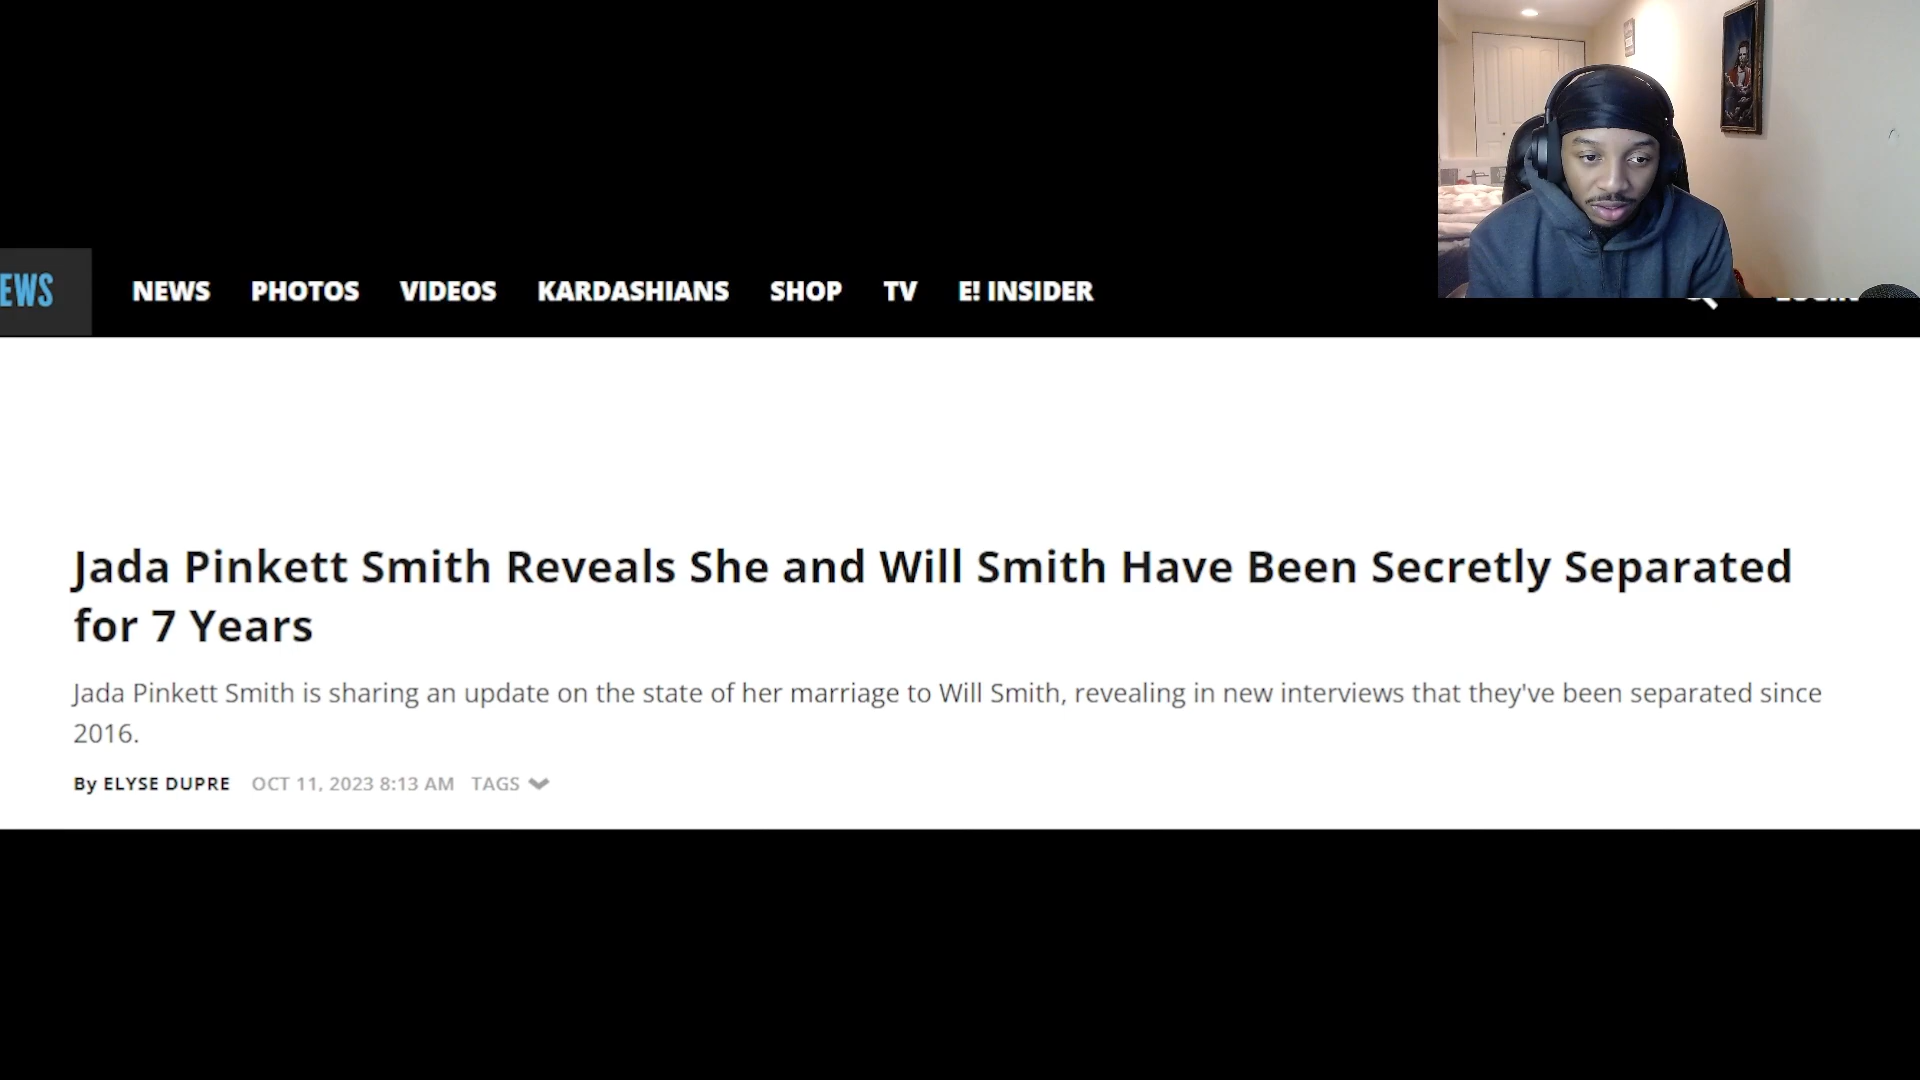 EWS
NEWS PHOTOS VIDEOS KARDASHIANS SHOP TV E! INSIDER
Jada Pinkett Smith Reveals She and Will Smith Have Been Secretly Separated
for 7 Years
Jada Pinkett Smith is sharing an update on the state of her marriage to Will Smith, revealing in new interviews that they've been separated since
2016.
By ELYSE DUPRE OCT 11, 2023 8:13 AM TAGS